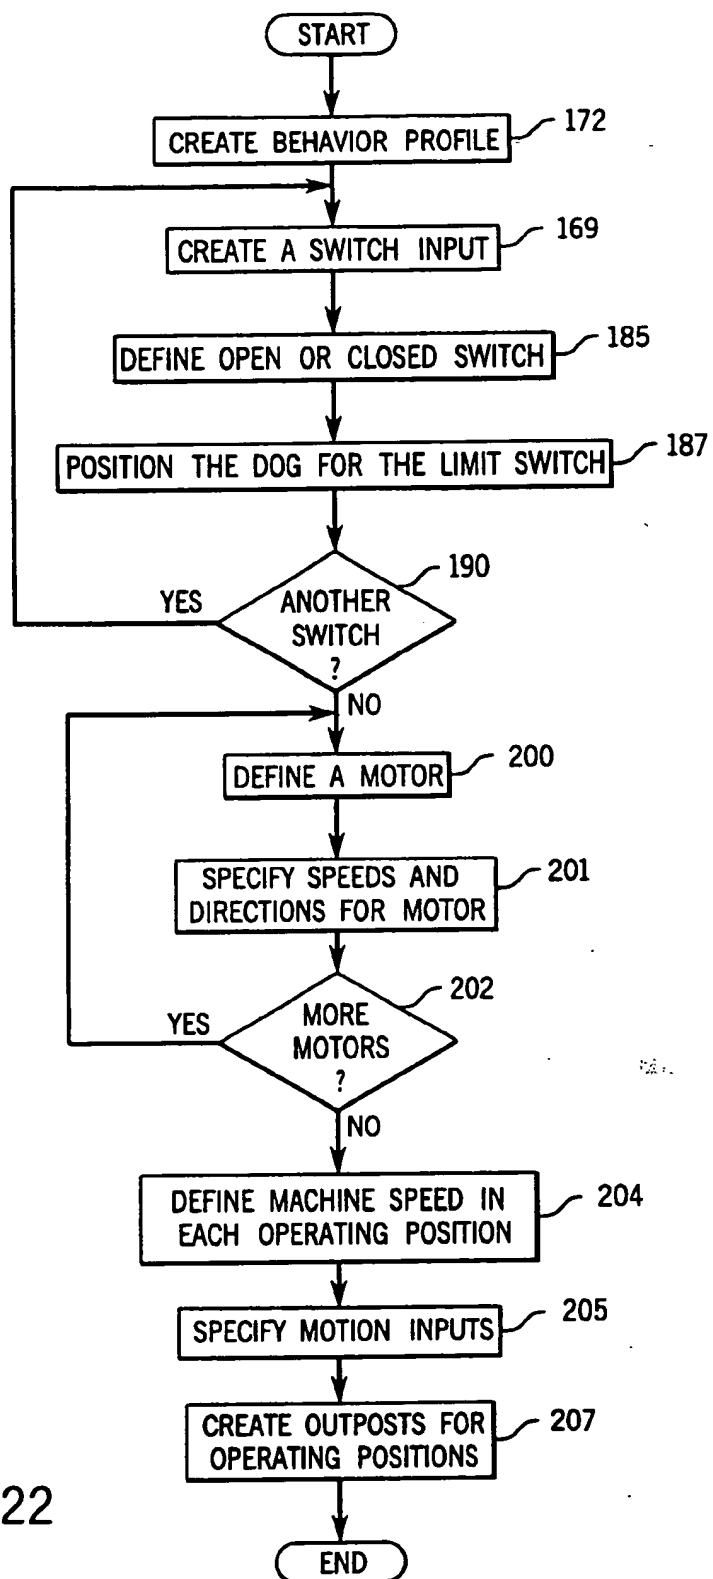 START
CREATE BEHAVIOR PROFILE
172
CREATE A SWITCH INPUT
169
DEFINE OPEN OR CLOSED SWITCH
185
POSITION THE DOG FOR THE LIMIT SWITCH
187
190
YES
ANOTHER
SWITCH
?
NO
DEFINE A MOTOR
200
SPECIFY SPEEDS AND
DIRECTIONS FOR MOTOR
201
202
YES
MORE
MOTORS
?
NO
DEFINE MACHINE SPEED IN
EACH OPERATING POSITION
204
SPECIFY MOTION INPUTS
205
CREATE OUTPOSTS FOR
OPERATING POSITIONS
207
22
END